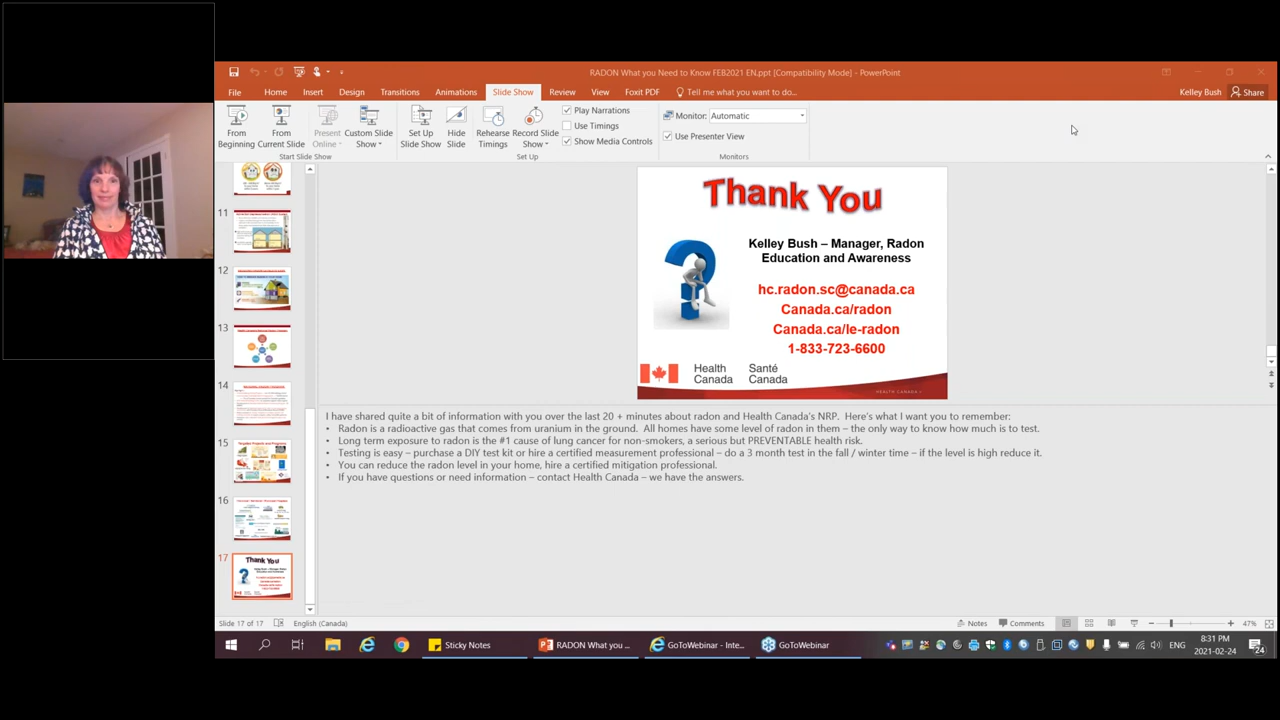 RADON What you Need to Know FEB2021 EN.ppt [Compatibility Mode] - PowerPoint
File Home Insert Design Transitions Animations Slide Show Review View Foxit PDF Tell me what you want to do... Kelley Bush Share
From Beginning
From Current Slide
Present Online
Custom Slide Show
Start Slide Show
Set Up Slide Show
Hide Slide
Rehearse Timings
Record Slide Show
Play Narrations
Use Timings
Show Media Controls
Set Up
Monitor: Automatic
Use Presenter View
Monitors
11
12
13
14
15
16
17
Thank You
Thank You
Kelley Bush – Manager, Radon
Education and Awareness
hc.radon.sc@canada.ca
Canada.ca/radon
Canada.ca/le-radon
1-833-723-6600
Health Santé
Canada Canada
HEALTH CANADA
I have shared quite a bit of information with you over the last 20 + minutes about radon and Health Canada's NRP. Here's what I want you to remember:
• Radon is a radioactive gas that comes from uranium in the ground. All homes have some level of radon in them – the only way to know how much is to test.
• Long term exposure to radon is the #1 cause of lung cancer for non-smokers, a serious but PREVENTABLE health risk.
• Testing is easy – purchase a DIY test kit or hire a certified measurement professional – do a 3 month test in the fall / winter time – if the level is high reduce it.
• You can reduce the radon level in your home, hire a certified mitigation professional.
• If you have questions or need information – contact Health Canada – we have the answers.
Slide 17 of 17 English (Canada) Notes Comments 47%
Sticky Notes RADON What you ... GoToWebinar - Inte... GoToWebinar ENG
8:31 PM
2021-02-24
24